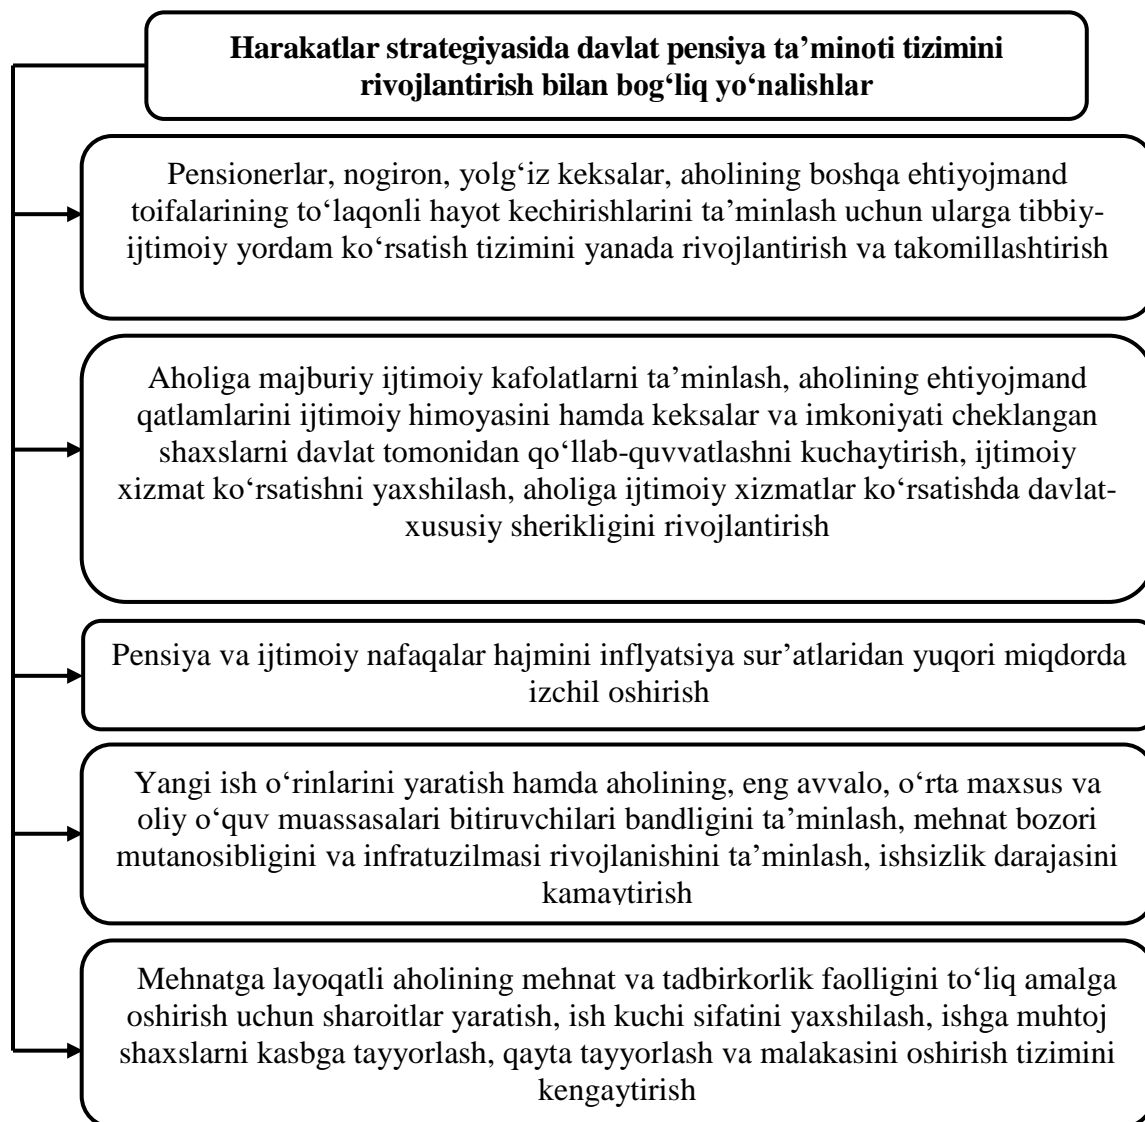 Harakatlar strategiyasida davlat pensiya ta’minoti tizimini
rivojlantirish bilan bog‘liq yo‘nalishlar
Pensionerlar, nogiron, yolg‘iz keksalar, aholining boshqa ehtiyojmand
toifalarining to‘laqonli hayot kechirishlarini ta’minlash uchun ularga tibbiy-
ijtimoiy yordam ko‘rsatish tizimini yanada rivojlantirish va takomillashtirish
Aholiga majburiy ijtimoiy kafolatlarni ta’minlash, aholining ehtiyojmand
qatlamlarini ijtimoiy himoyasini hamda keksalar va imkoniyati cheklangan
shaxslarni davlat tomonidan qo‘llab-quvvatlashni kuchaytirish, ijtimoiy
xizmat ko‘rsatishni yaxshilash, aholiga ijtimoiy xizmatlar ko‘rsatishda davlat-
xususiy sherikligini rivojlantirish
Pensiya va ijtimoiy nafaqalar hajmini inflyatsiya sur’atlaridan yuqori miqdorda
izchil oshirish
Yangi ish o‘rinlarini yaratish hamda aholining, eng avvalo, o‘rta maxsus va
oliy o‘quv muassasalari bitiruvchilari bandligini ta’minlash, mehnat bozori
mutanosibligini va infratuzilmasi rivojlanishini ta’minlash, ishsizlik darajasini
kamaytirish
Mehnatga layoqatli aholining mehnat va tadbirkorlik faolligini to‘liq amalga
oshirish uchun sharoitlar yaratish, ish kuchi sifatini yaxshilash, ishga muhtoj
shaxslarni kasbga tayyorlash, qayta tayyorlash va malakasini oshirish tizimini
kengaytirish